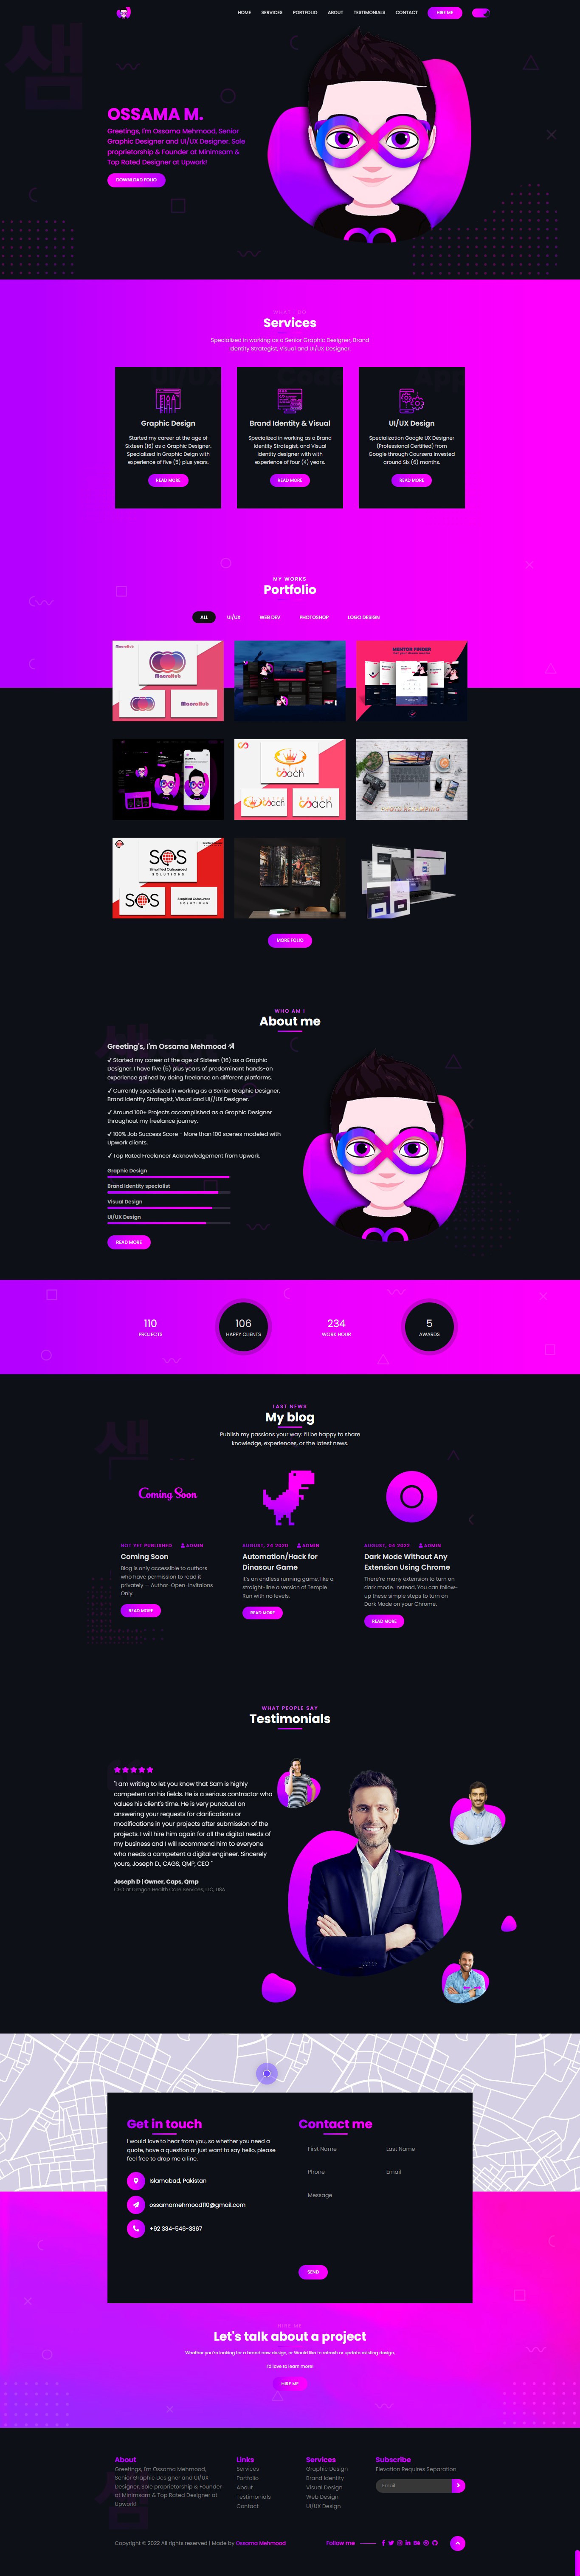 HOME SERVICES PORTFOLIO ABOUT TESTIMONIALS CONTACT HIRE ME
샘
OSSAMA M.
Greetings, I'm Ossama Mehmood, Senior
Graphic Designer and UI/UX Designer. Sole
proprietorship & Founder at Minimsam &
Top Rated Designer at Upwork!
DOWNLOAD FOLIO
WHAT I DO
Services
Specialized in working as a Senior Graphic Designer, Brand
Identity Strategist, Visual and UI/UX Designer.
Graphic Design
Started my career at the age of
Sixteen (16) as a Graphic Designer.
Specialized in Graphic Deign with
experience of five (5) plus years.
READ MORE
Brand Identity & Visual
Specialized in working as a Brand
Identity Strategist, and Visual
Identity designer with with
experience of four (4) years.
READ MORE
UI/UX Design
Specialization Google UX Designer
(Professional Certified) from
Google through Coursera invested
around Six (6) months.
READ MORE
MY WORKS
Portfolio
ALL UI/UX WEB DEV PHOTOSHOP LOGO DESIGN
MaaroHub
MaaroHub
MENTOR FINDER
Coach
Coach
Coach
SOS
Simplified Outsourced
SOLUTIONS
SOS
Simplified Outsourced
SOLUTIONS
MORE FOLIO
WHO AM I
About me
Greeting's, I'm Ossama Mehmood 샘
✓ Started my career at the age of Sixteen (16) as a Graphic
Designer. I have five (5) plus years of predominant hands-on
experience gained by doing freelance on different platforms.
✓ Currently specialized in working as a Senior Graphic Designer,
Brand Identity Strategist, Visual and UI//UX Designer.
✓ Around 100+ Projects accomplished as a Graphic Designer
throughout my freelance journey.
✓ 100% Job Success Score - More than 100 scenes modeled with
Upwork clients.
✓ Top Rated Freelancer Acknowledgement from Upwork.
Graphic Design
Brand Identity specialist
Visual Design
UI/UX Design
READ MORE
110
PROJECTS
106
HAPPY CLIENTS
234
WORK HOUR
5
AWARDS
LAST NEWS
My blog
Publish my passions your way: I'll be happy to share
knowledge, experiences, or the latest news.
샘
Coming Soon
NOT YET PUBLISHED ADMIN
Coming Soon
Blog is only accessible to authors
who have permission to read it
privately — Author-Open-Invitaions
Only.
READ MORE
AUGUST, 24 2020 ADMIN
Automation/Hack for
Dinasour Game
It's an endless running game, like a
straight-line a version of Temple
Run with no levels.
READ MORE
AUGUST, 04 2023 ADMIN
Dark Mode Without Any
Extension Using Chrome
There're many extension to turn on
dark mode. Instead, You can follow-
up these simple steps to turn on
Dark Mode on your Chrome.
READ MORE
WHAT PEOPLE SAY
Testimonials
"I am writing to let you know that Sam is highly
competent on his fields. He is a serious contractor who
values his client's time. He is very punctual on
answering your requests for clarifications or
modifications in your projects after submission of the
projects. I will hire him again for all the digital needs of
my business and I will recommend him to everyone
who needs a competent a digital engineer. Sincerely
yours, Joseph D., CAGS, QMP, CEO "
Joseph D | Owner, Caps, Qmp
CEO at Gragon Health Care Services, LLC, USA
Get in touch
I would love to hear from you, so whether you need a
quote, have a question or just want to say hello, please
feel free to drop me a line.
Islamabad, Pakistan
ossamamehmood110@gmail.com
+92 334-546-3367
Contact me
First Name Last Name
Phone Email
Message
SEND
HIRE ME
Let's talk about a project
Whether you're looking for a brand new design, or Would like to refresh or update existing design,
I'd love to learn more!
HIRE ME
About
Greetings, I'm Ossama Mehmood,
Senior Graphic Designer and UI/UX
Designer. Sole proprietorship & Founder
at Minimsam & Top Rated Designer at
Upwork!
Links
Services
Portfolio
About
Testimonials
Contact
Services
Graphic Design
Brand Identity
Visual Design
Web Design
UI/UX Design
Subscribe
Elevation Requires Separation
Email
Copyright © 2022 All rights reserved | Made by Ossama Mehmood
Follow me